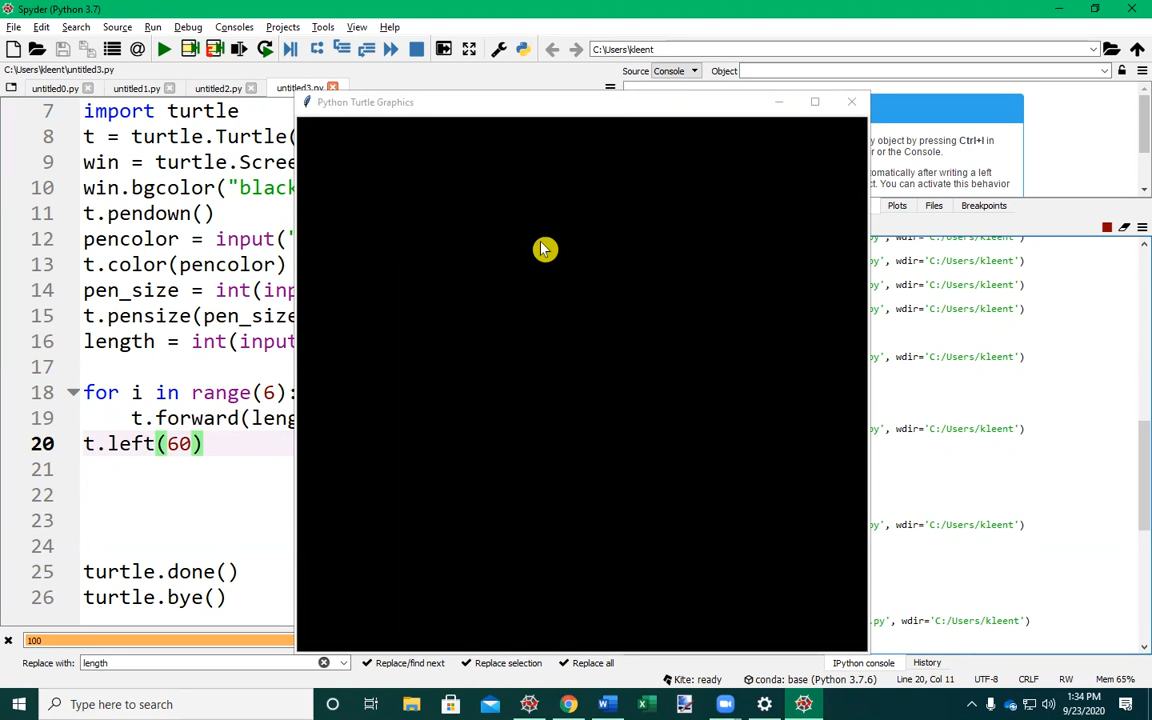 Spyder (Python 3.7)
File Edit Search Source Run Debug Consoles Projects Tools View Help
C:\Users\kleent
C:\Users\kleent\untitled3.py
Source Console Object
untitled0.py untitled1.py untitled2.py untitled3.py
Python Turtle Graphics
7 import turtle
8 t = turtle.Turtle(
9 win = turtle.Scree
10 win.bgcolor("black
11 t.pendown()
12 pencolor = input("
13 t.color(pencolor)
14 pen_size = int(inp
15 t.pensize(pen_size
16 length = int(input
17
18 for i in range(6):
19 t.forward(leng
20 t.left(60)
21
22
23
24
25 turtle.done()
26 turtle.bye()
y object by pressing Ctrl+I in
r or the Console.
tomatically after writing a left
ct. You can activate this behavior
Plots Files Breakpoints
py', wdir='C:/Users/kleent')
py', wdir='C:/Users/kleent')
py', wdir='C:/Users/kleent')
py', wdir='C:/Users/kleent')
py', wdir='C:/Users/kleent')
py', wdir='C:/Users/kleent')
py', wdir='C:/Users/kleent')
.py', wdir='C:/Users/kleent')
100
Replace with: length Replace/find next Replace selection Replace all
IPython console History
Kite: ready conda: base (Python 3.7.6) Line 20, Col 11 UTF-8 CRLF RW Mem 65%
Type here to search
1:34 PM
9/23/2020